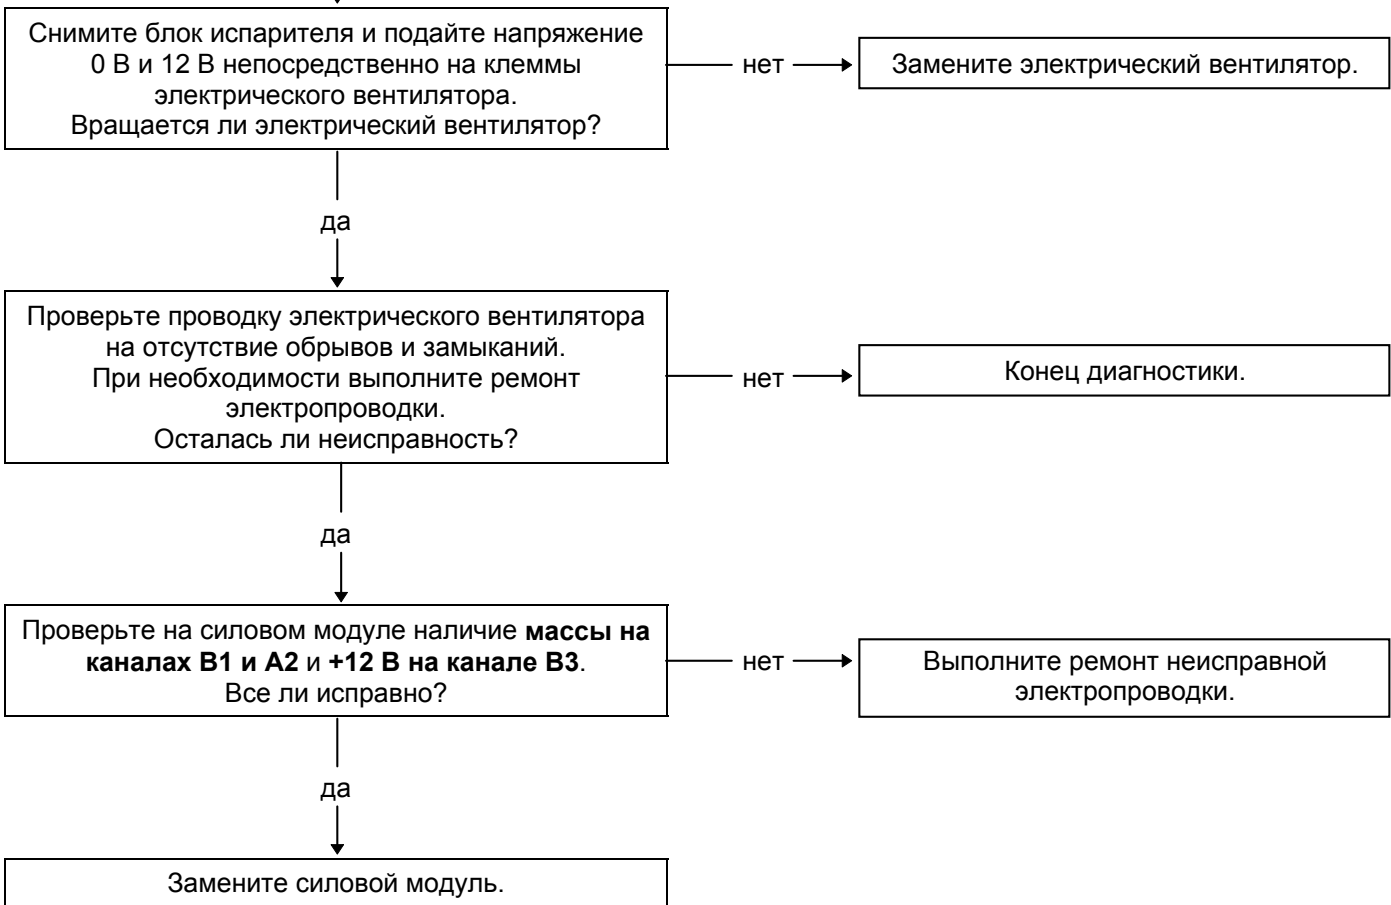 Снимите блок испарителя и подайте напряжение
0 В и 12 В непосредственно на клеммы
электрического вентилятора.
Вращается ли электрический вентилятор?
нет
Замените электрический вентилятор.
да
Проверьте проводку электрического вентилятора
на отсутствие обрывов и замыканий.
При необходимости выполните ремонт
электропроводки.
Осталась ли неисправность?
нет
Конец диагностики.
да
Проверьте на силовом модуле наличие массы на
каналах B1 и A2 и +12 В на канале B3.
Все ли исправно?
нет
Выполните ремонт неисправной
электропроводки.
да
Замените силовой модуль.